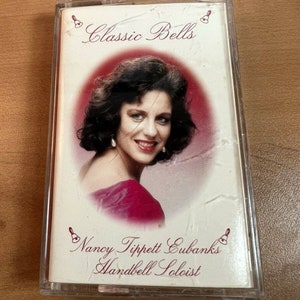 Classic Bells
Nancy Tippett Eubanks
Handbell Soloist